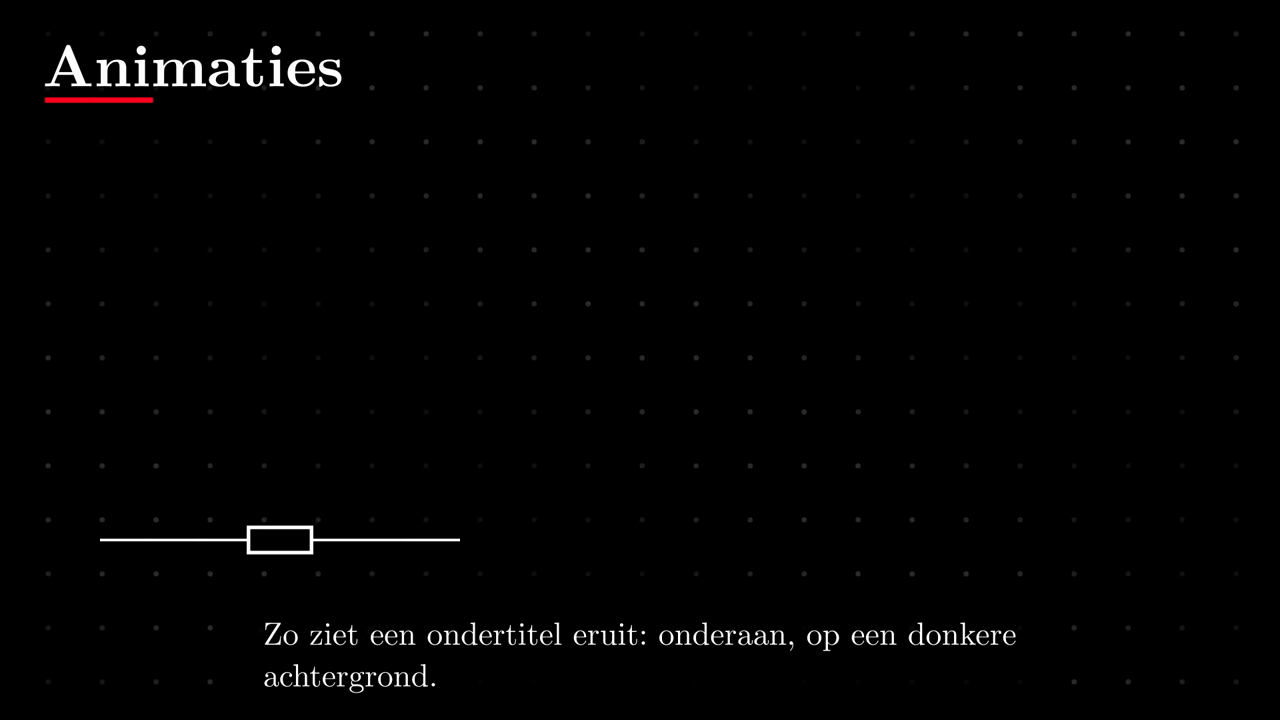 Animaties
Zo ziet een ondertitel eruit: onderaan, op een donkere
achtergrond.